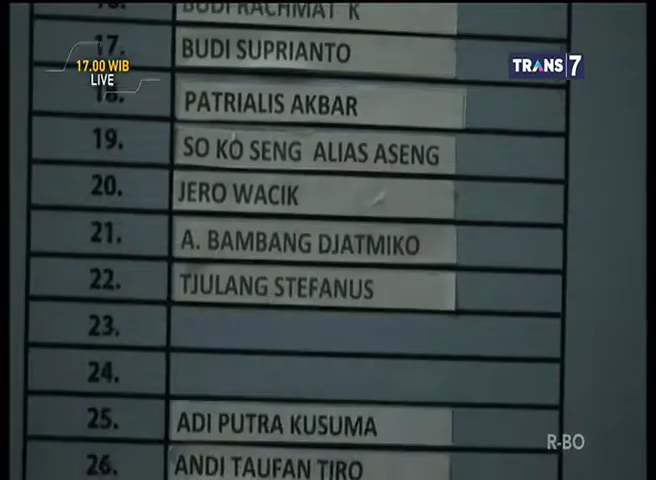 BUDI RACHMAT K
17. BUDI SUPRIANTO
17.00 WIB
LIVE
TRANS 7
18. PATRIALIS AKBAR
19. SO KO SENG ALIAS ASENG
20. JERO WACIK
21. A. BAMBANG DJATMIKO
22. TJULANG STEFANUS
23.
24.
25. ADI PUTRA KUSUMA
R-BO
26. ANDI TAUFAN TIRO